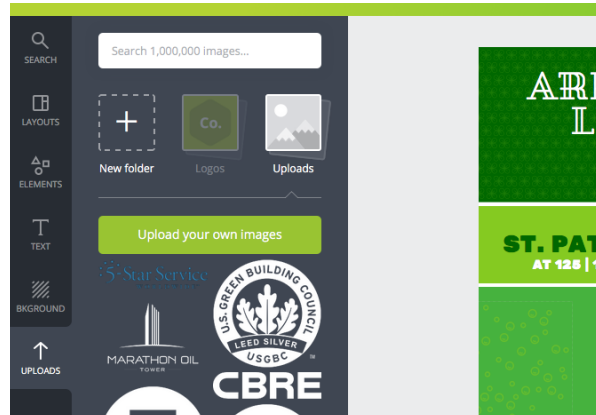 SEARCH
LAYOUTS
ELEMENTS
TEXT
BKGROUND
UPLOADS
Search 1,000,000 images...
New folder
Co.
Logos
Uploads
Upload your own images
5-Star Service
U.S. GREEN BUILDING COUNCIL
LEED SILVER
USGBC
TM
MARATHON OIL
TOWER
CBRE
ST. PAT
AT 125 |